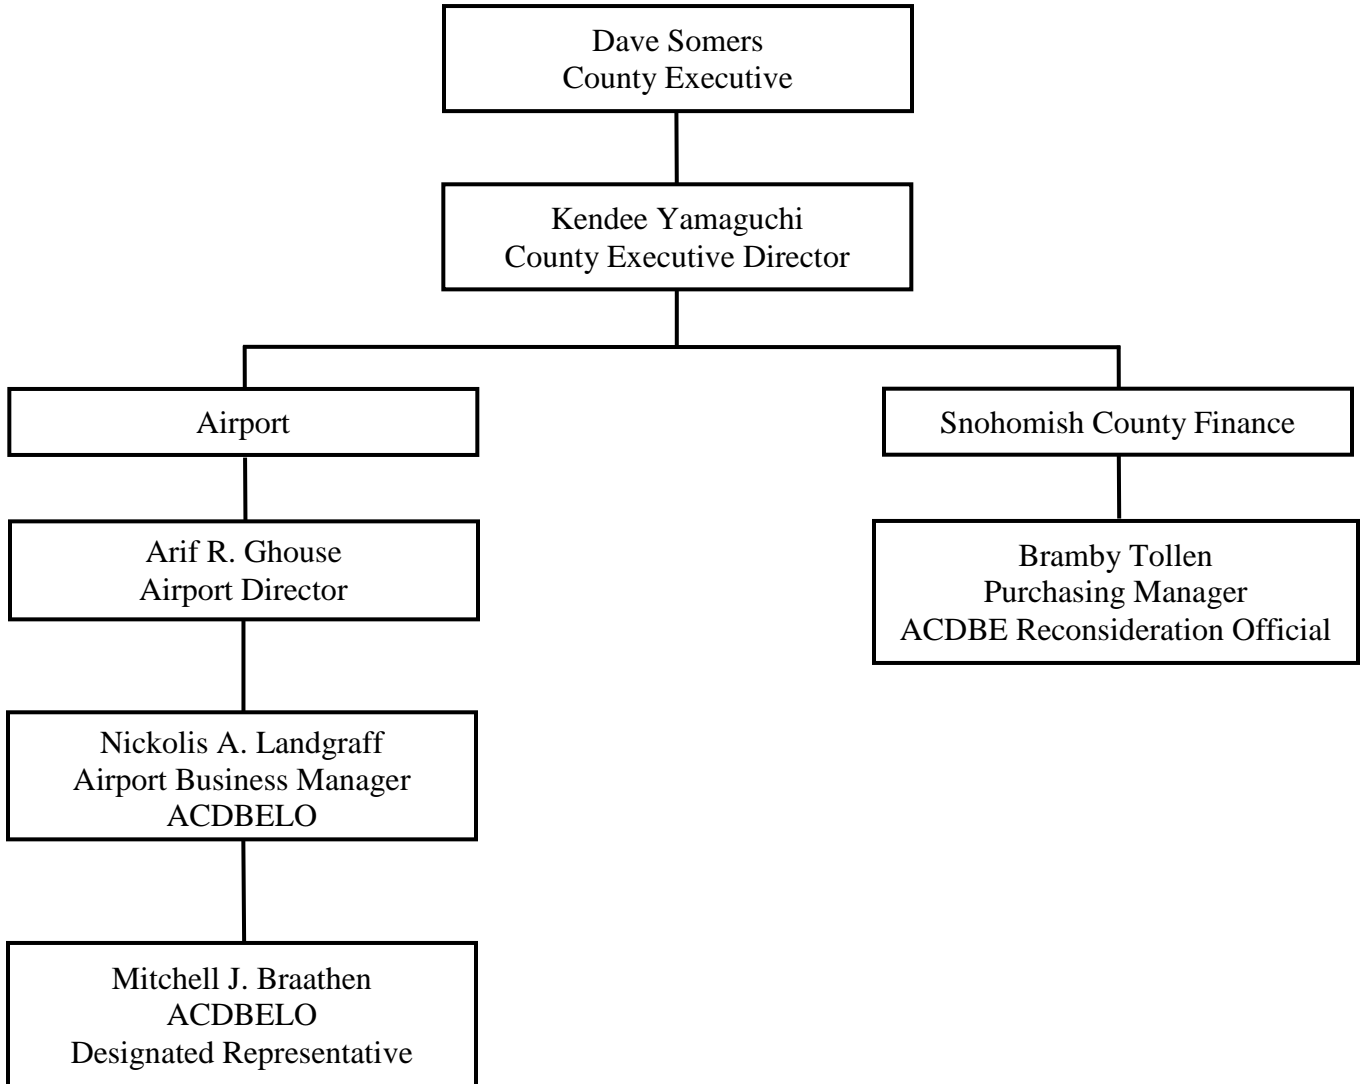 Dave Somers
County Executive
Kendee Yamaguchi
County Executive Director
Airport
Snohomish County Finance
Arif R. Ghouse
Airport Director
Bramby Tollen
Purchasing Manager
ACDBE Reconsideration Official
Nickolis A. Landgraff
Airport Business Manager
ACDBELO
Mitchell J. Braathen
ACDBELO
Designated Representative